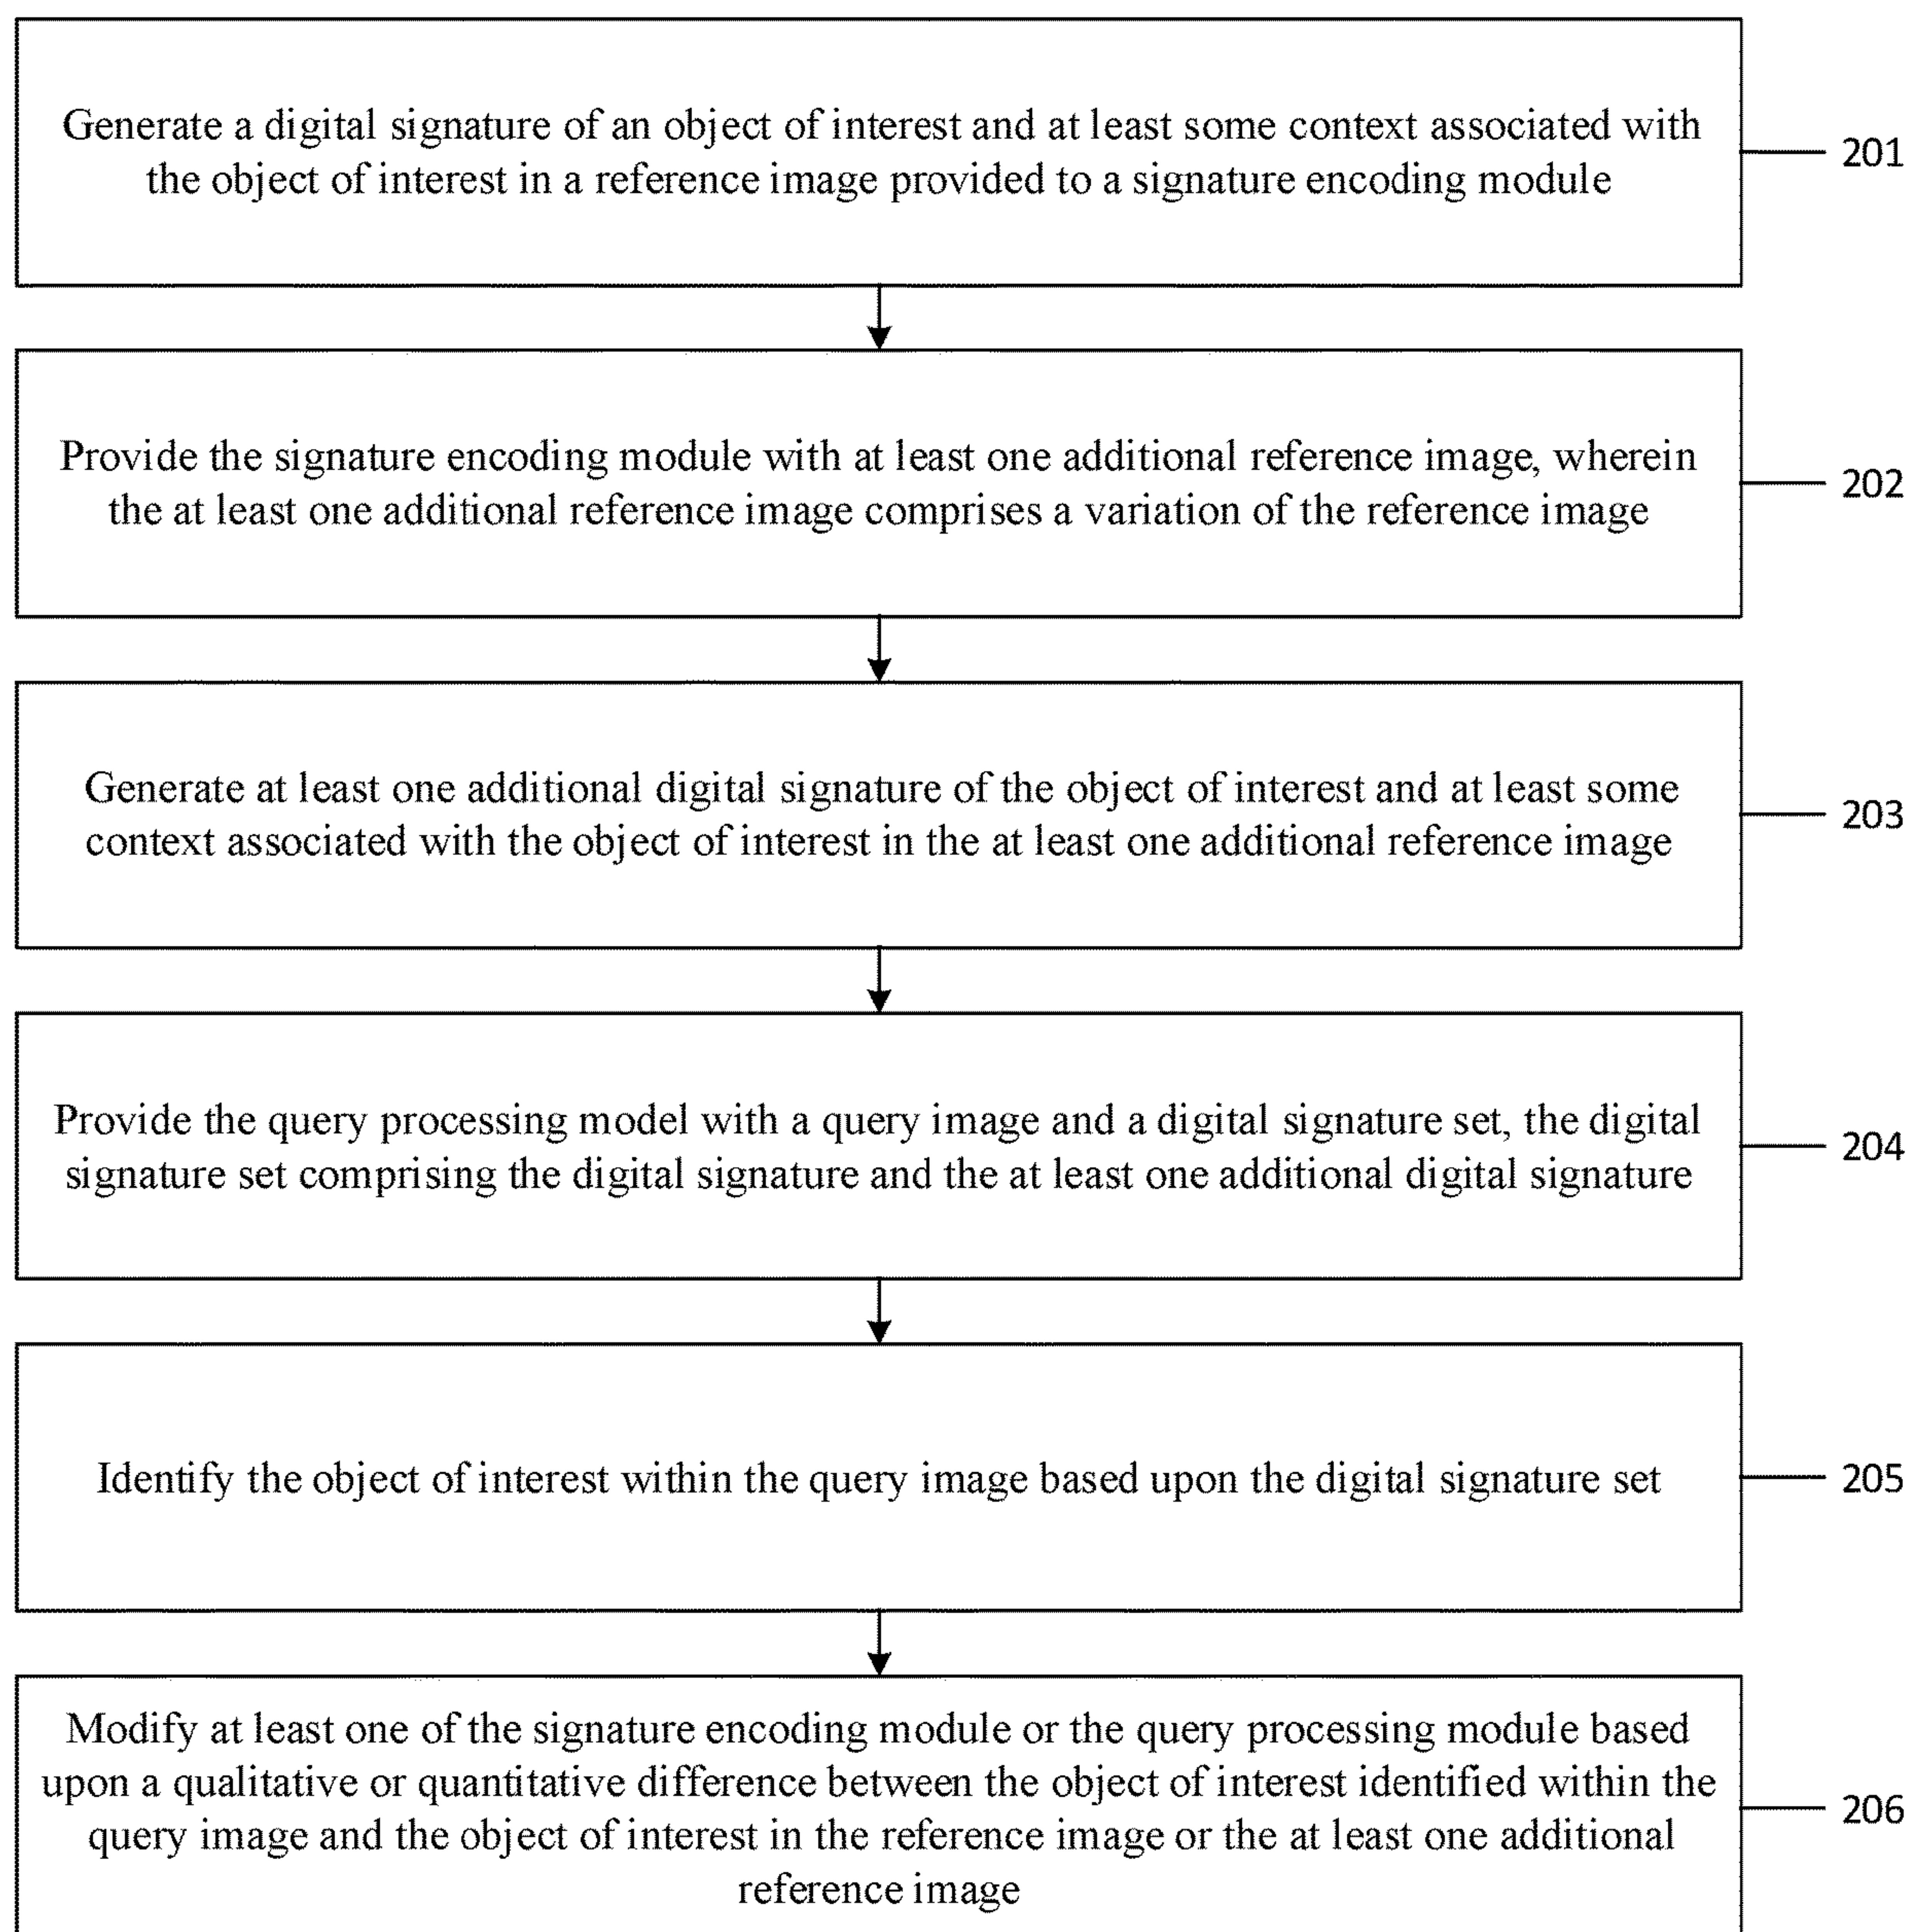 Generate a digital signature of an object of interest and at least some context associated with
the object of interest in a reference image provided to a signature encoding module
201
Provide the signature encoding module with at least one additional reference image, wherein
the at least one additional reference image comprises a variation of the reference image
202
Generate at least one additional digital signature of the object of interest and at least some
context associated with the object of interest in the at least one additional reference image
203
Provide the query processing model with a query image and a digital signature set, the digital
signature set comprising the digital signature and the at least one additional digital signature
204
Identify the object of interest within the query image based upon the digital signature set
205
Modify at least one of the signature encoding module or the query processing module based
upon a qualitative or quantitative difference between the object of interest identified within the
query image and the object of interest in the reference image or the at least one additional
reference image
206